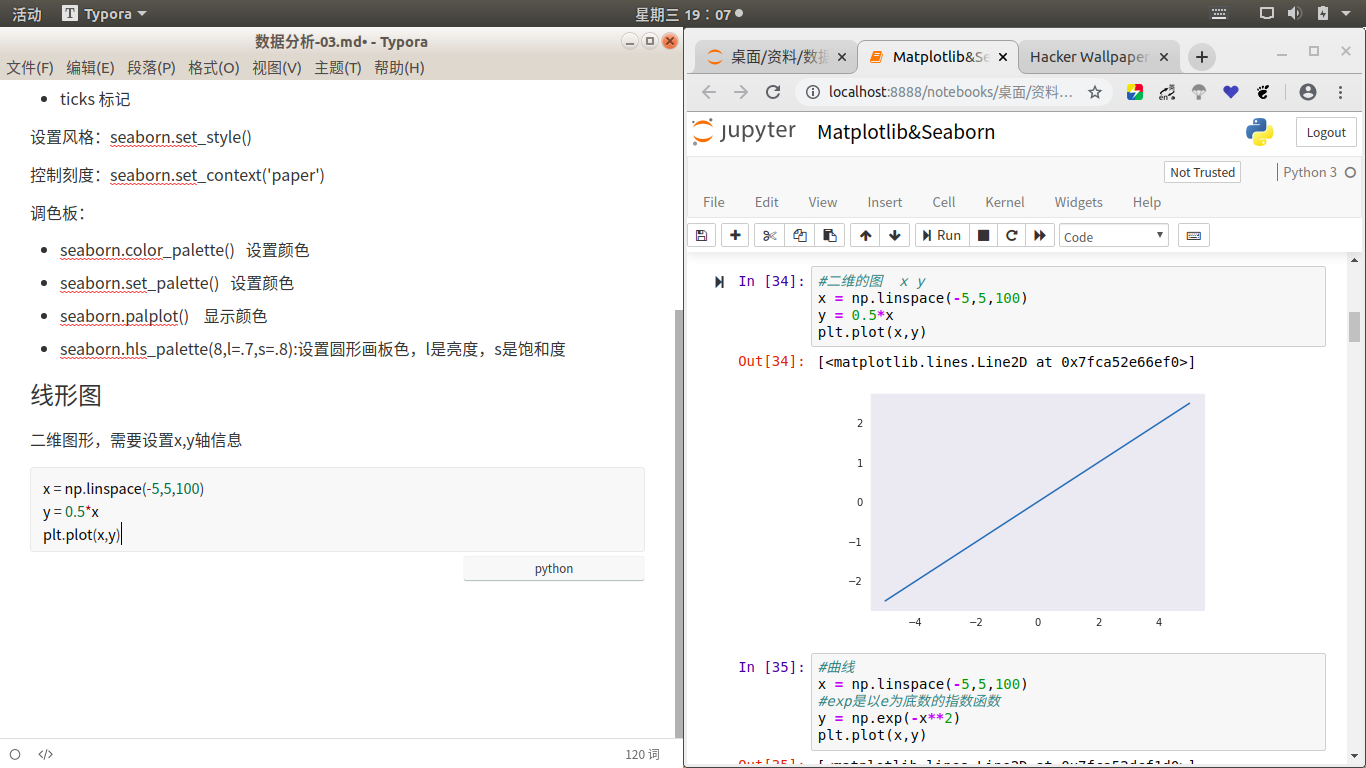 活动
Typora
星期三 19：07
数据分析-03.md• - Typora
文件(F) 编辑(E) 段落(P) 格式(O) 视图(V) 主题(T) 帮助(H)
ticks 标记
设置风格：seaborn.set_style()
控制刻度：seaborn.set_context('paper')
调色板：
seaborn.color_palette() 设置颜色
seaborn.set_palette() 设置颜色
seaborn.palplot() 显示颜色
seaborn.hls_palette(8,l=.7,s=.8):设置圆形画板色，l是亮度，s是饱和度
线形图
二维图形，需要设置x,y轴信息
x = np.linspace(-5,5,100)
y = 0.5*x
plt.plot(x,y)
python
120 词
桌面/资料/数据
Matplotlib&Se
Hacker Wallpaper
localhost:8888/notebooks/桌面/资料...
jupyter
Matplotlib&Seaborn
Logout
Not Trusted
Python 3
File Edit View Insert Cell Kernel Widgets Help
Run
Code
In [34]:
#二维的图 x y
x = np.linspace(-5,5,100)
y = 0.5*x
plt.plot(x,y)
Out[34]: [<matplotlib.lines.Line2D at 0x7fca52e66ef0>]
2
1
0
−1
−2
−4 −2 0 2 4
In [35]:
#曲线
x = np.linspace(-5,5,100)
#exp是以e为底数的指数函数
y = np.exp(-x**2)
plt.plot(x,y)